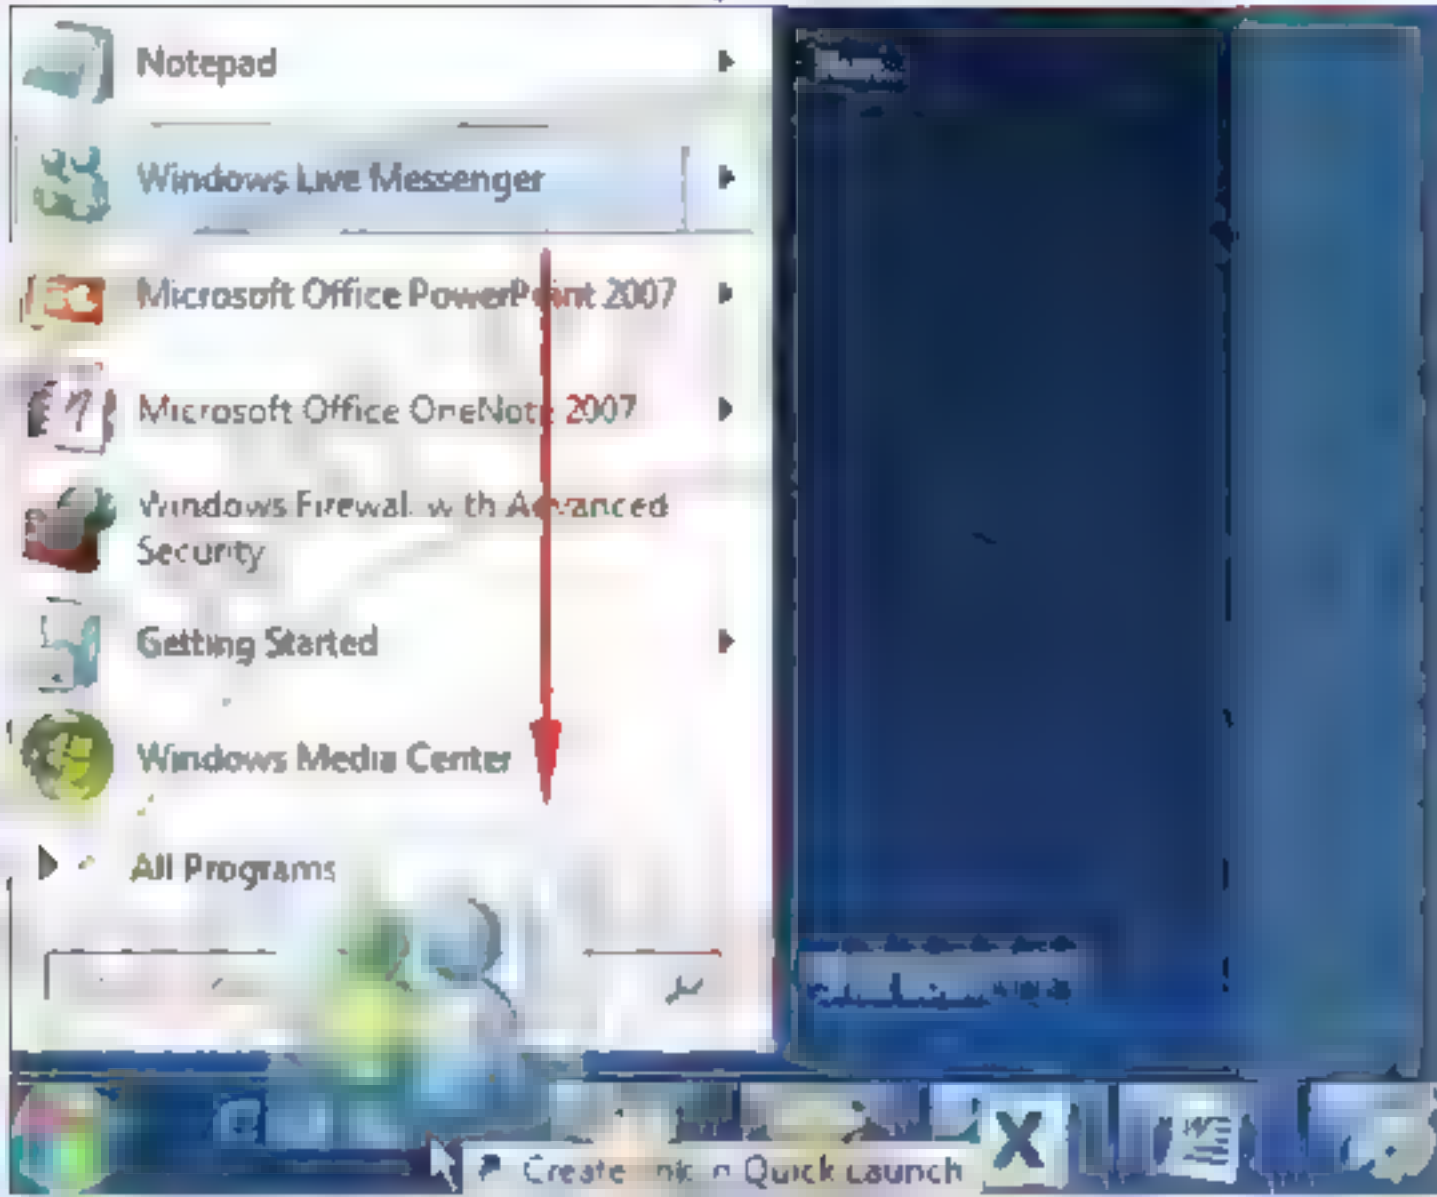 Notepad
Windows Live Messenger
Microsoft Office PowerPoint 2007
Microsoft Office OneNote 2007
Windows Firewall with Advanced
Security
Getting Started
Windows Media Center
All Programs
Create Quick Launch